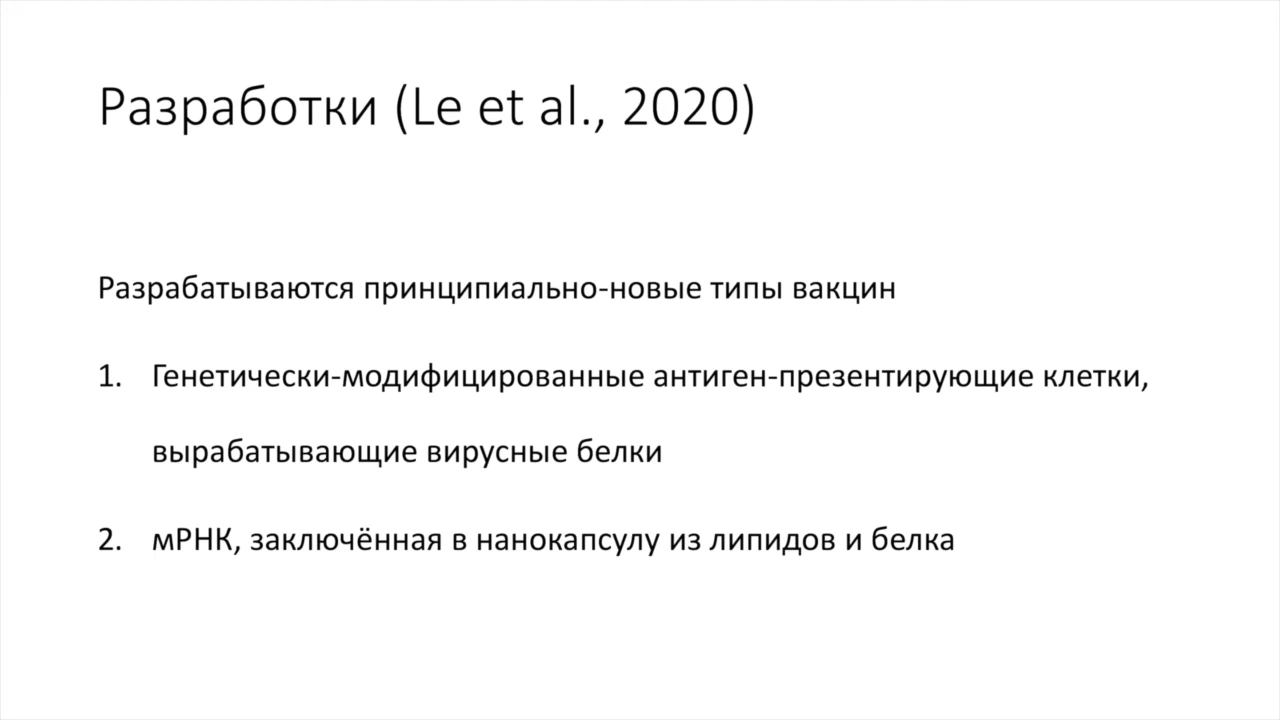 Разработки (Le et al., 2020)
Разрабатываются принципиально-новые типы вакцин
1. Генетически-модифицированные антиген-презентирующие клетки,
вырабатывающие вирусные белки
2. мРНК, заключённая в нанокапсулу из липидов и белка